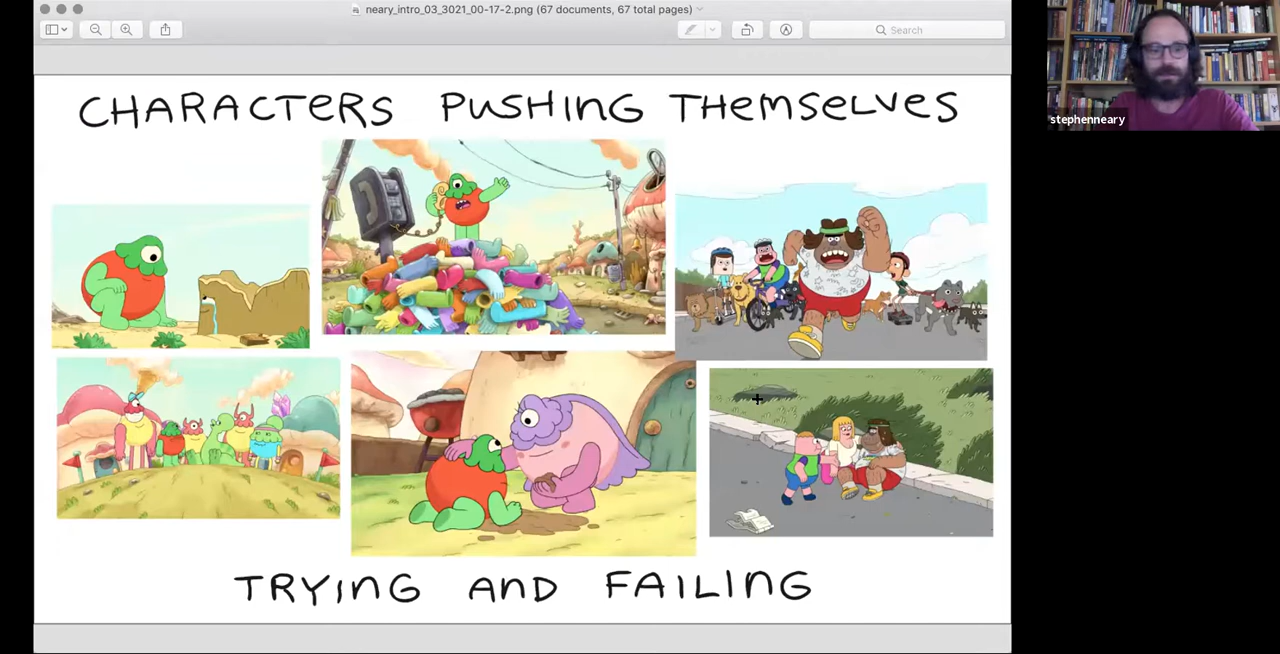 neary_intro_03_3021_00-17-2.png (67 documents, 67 total pages)
Search
stephenneary
CHARACTERS PUSHING THEMSELVES
TRYING AND FAILING